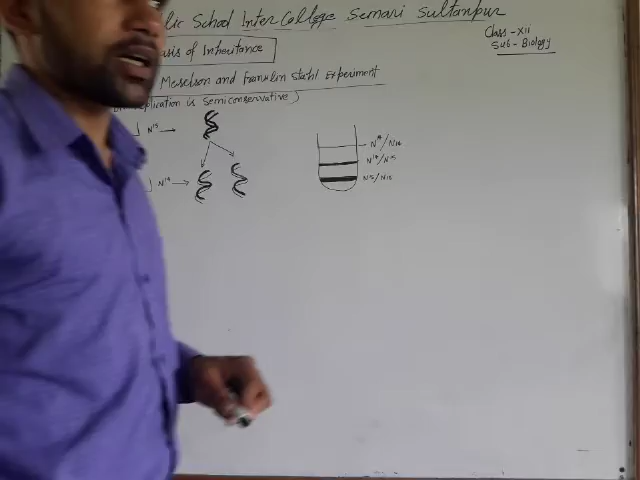 lic School Inter College Semari Sultanpur
Class - XII
Sub - Biology
asis of Inheritance
Meselson and Franklin Stahl Experiment
Replication is Semiconservative)
N15
N14/N14
N14/N15
N15/N15
N14